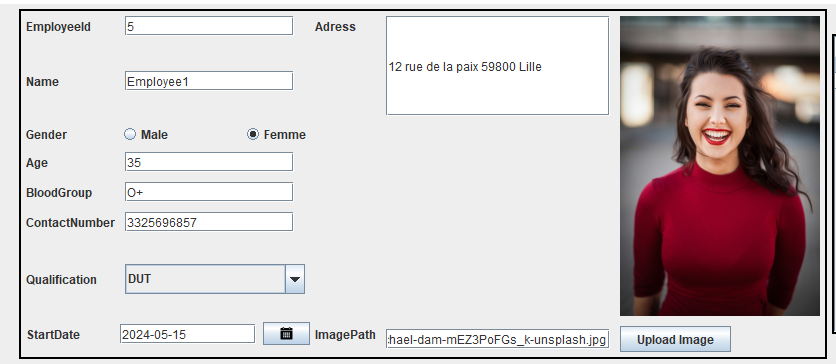 EmployeeId 5 Adress
12 rue de la paix 59800 Lille
Name Employee1
Gender Male Femme
Age 35
BloodGroup O+
ContactNumber 3325696857
Qualification DUT
StartDate 2024-05-15 ImagePath :hael-dam-mEZ3PoFGs_k-unsplash.jpg Upload Image